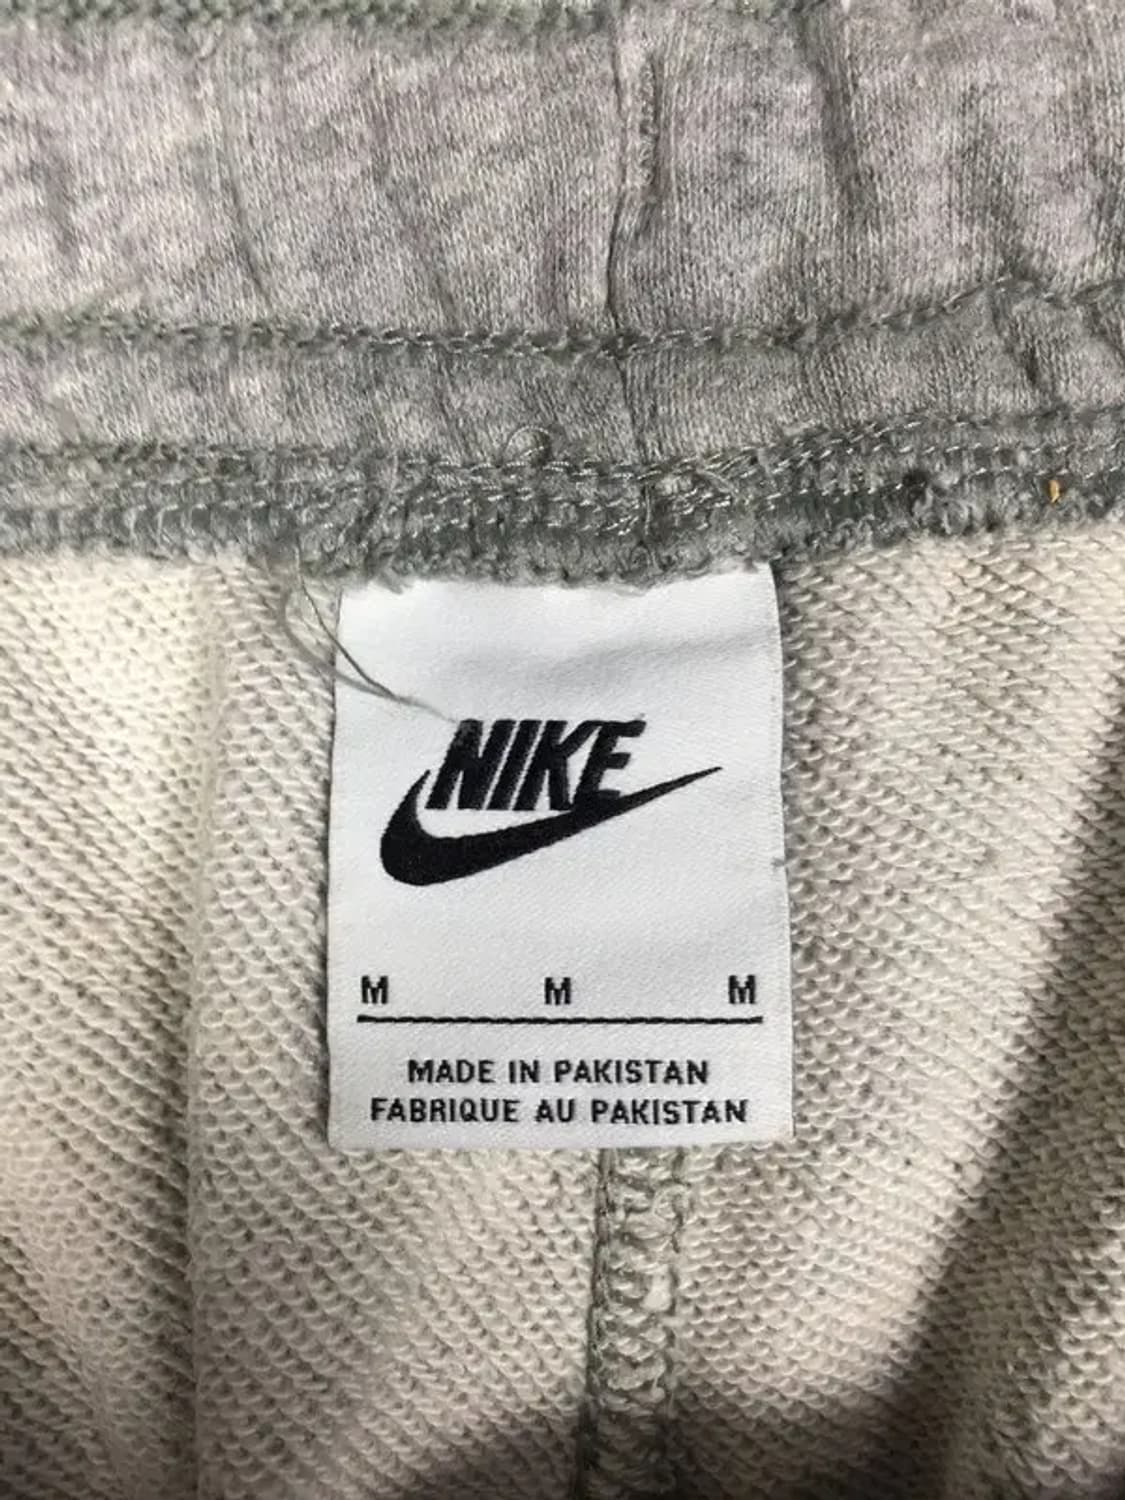 NIKE
M M M
MADE IN PAKISTAN
FABRIQUE AU PAKISTAN